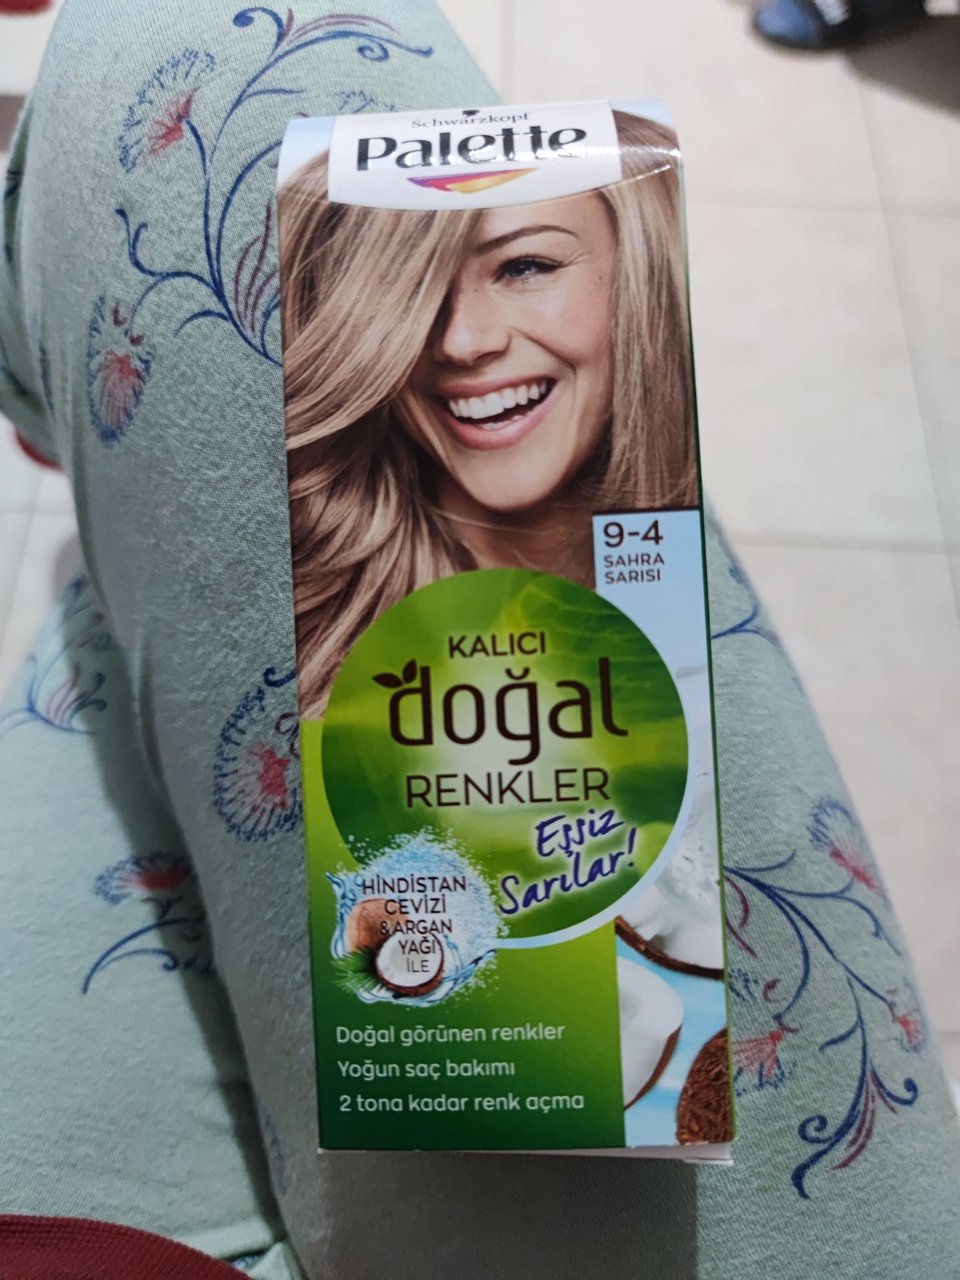 Schwarzkopf
Palette
9-4
SAHRA
SARISI
KALICI
doğal
RENKLER
Eşsiz
Sarılar!
HİNDİSTAN
CEVİZİ
&ARGAN
YAĞI
İLE
Doğal görünen renkler
Yoğun saç bakımı
2 tona kadar renk açma